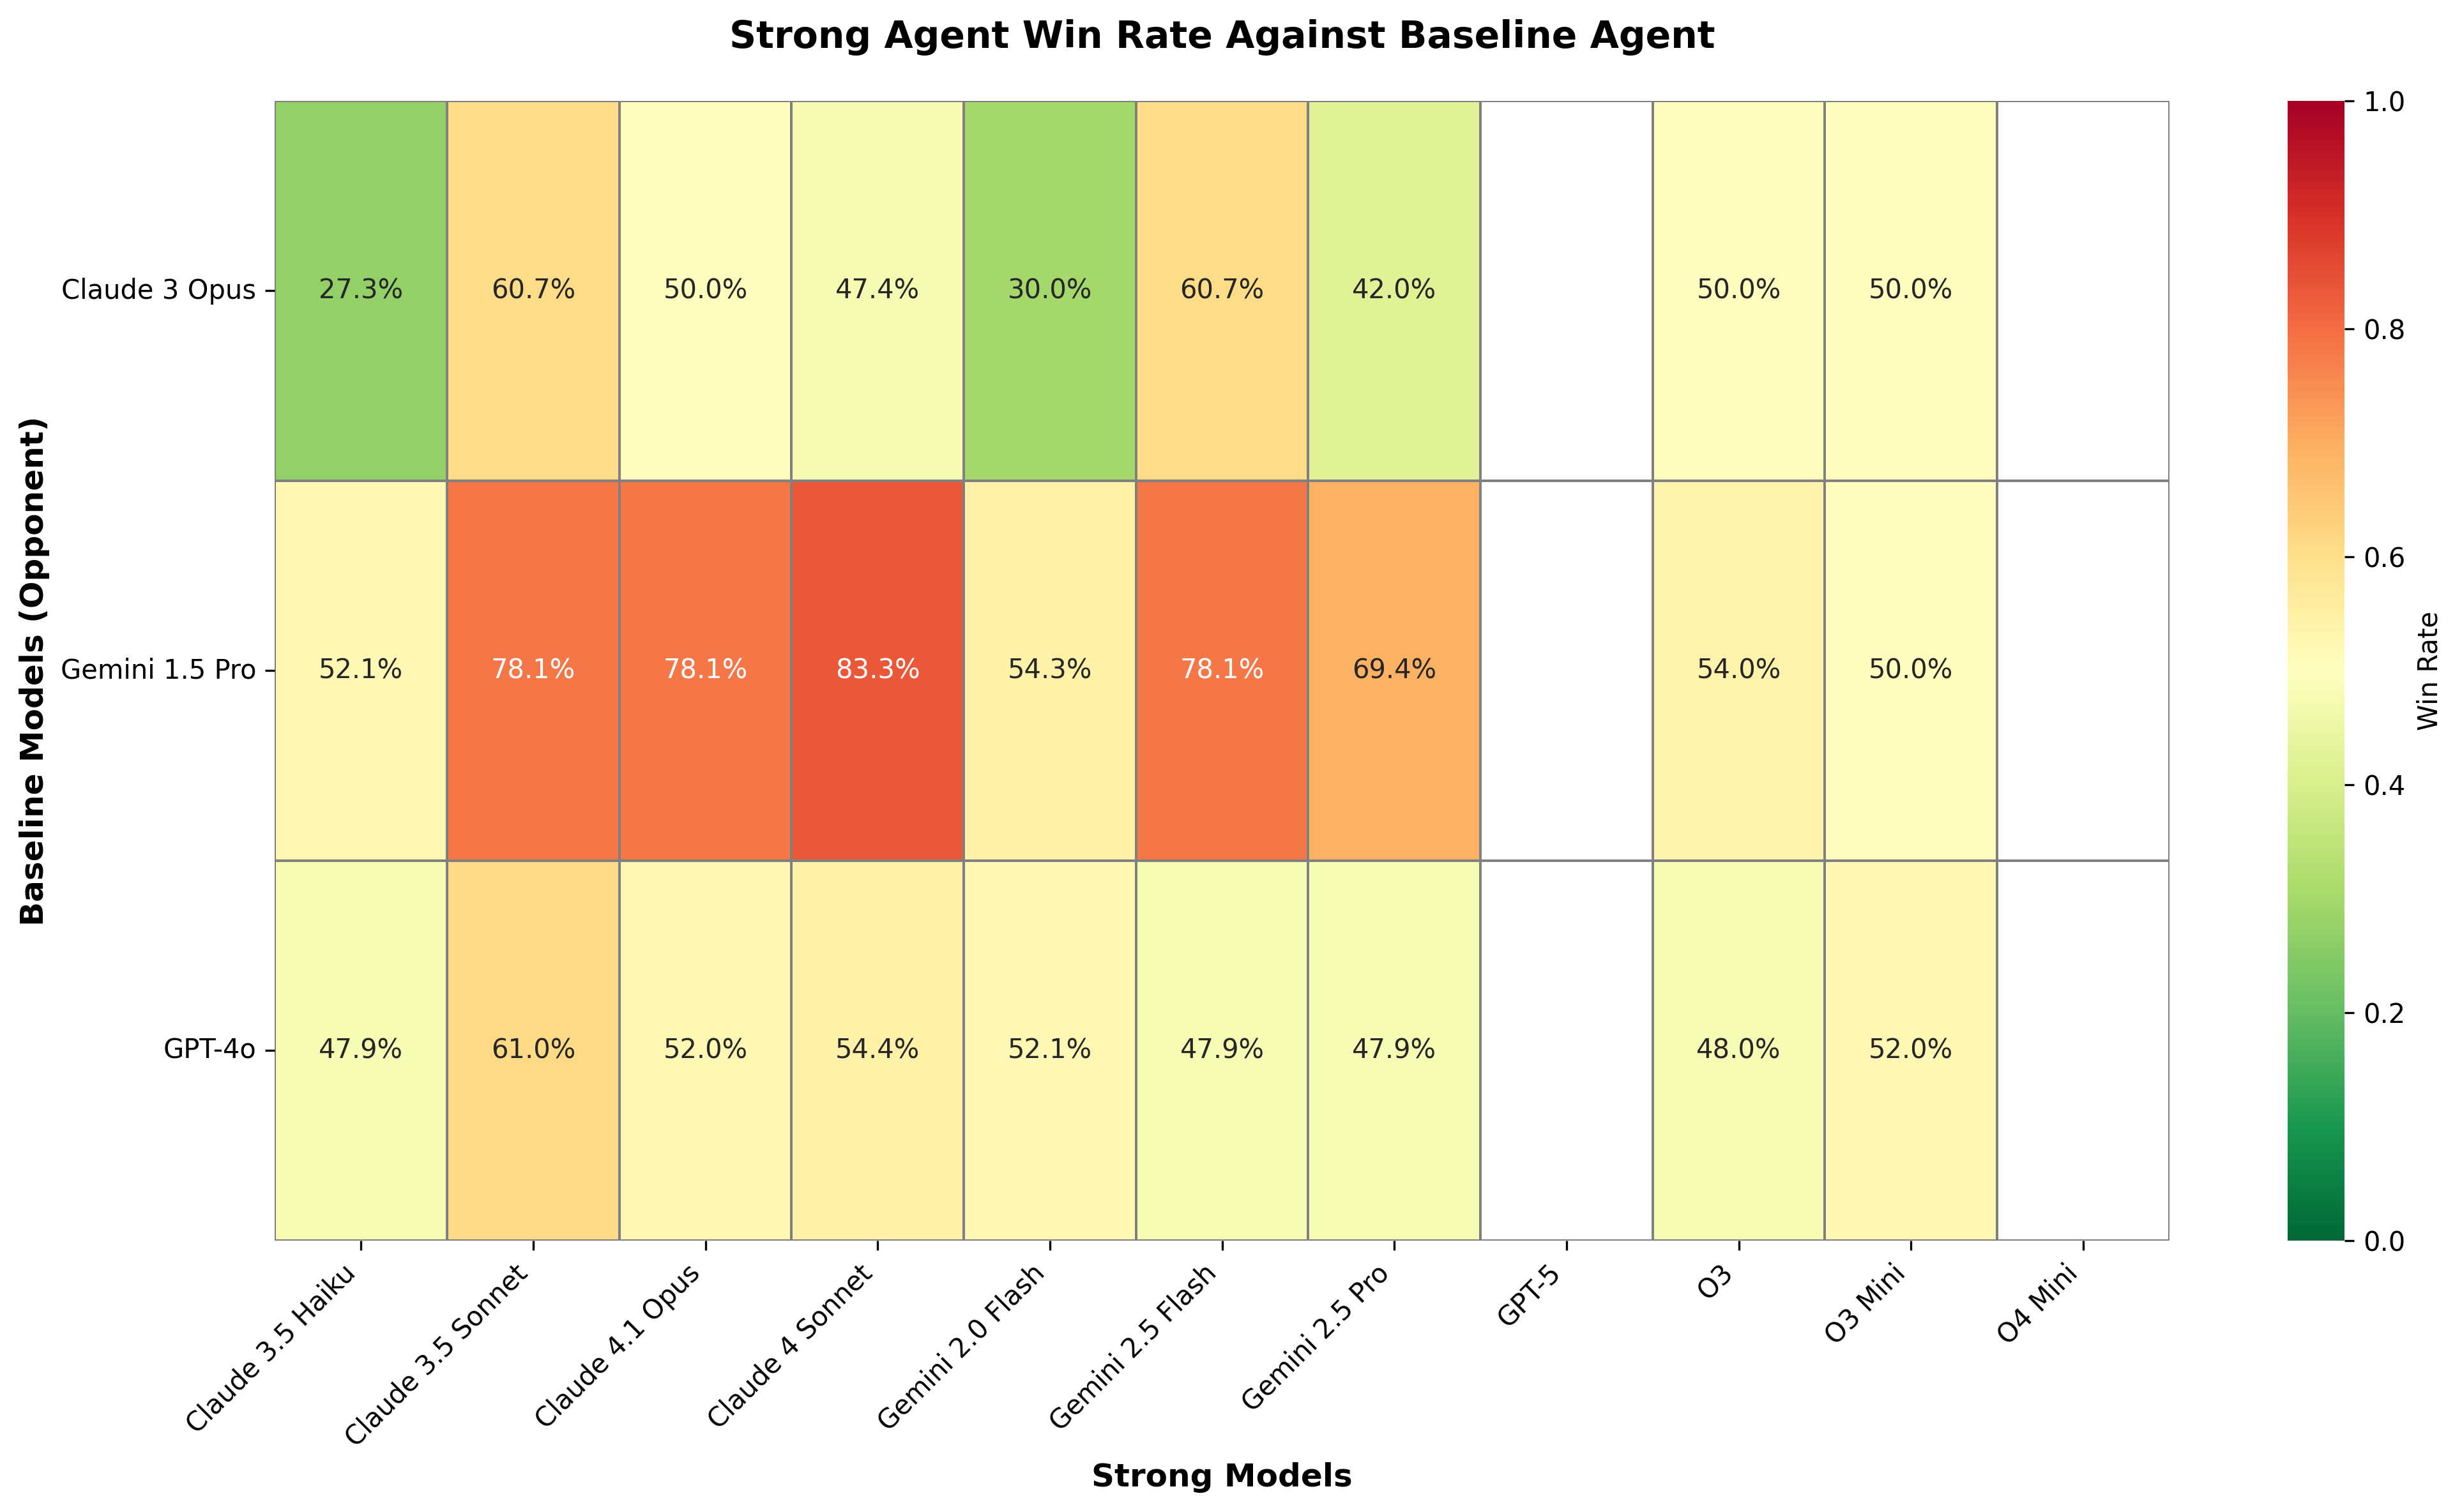 Strong Agent Win Rate Against Baseline Agent
Baseline Models (Opponent)
Claude 3 Opus
27.3% 60.7% 50.0% 47.4% 30.0% 60.7% 42.0% 50.0% 50.0%
Gemini 1.5 Pro
52.1% 78.1% 78.1% 83.3% 54.3% 78.1% 69.4% 54.0% 50.0%
GPT-4o
47.9% 61.0% 52.0% 54.4% 52.1% 47.9% 47.9% 48.0% 52.0%
Claude 3.5 Haiku
Claude 3.5 Sonnet
Claude 4.1 Opus
Claude 4 Sonnet
Gemini 2.0 Flash
Gemini 2.5 Flash
Gemini 2.5 Pro
GPT-5
O3
O3 Mini
O4 Mini
Strong Models
1.0
0.8
0.6
0.4
0.2
0.0
Win Rate